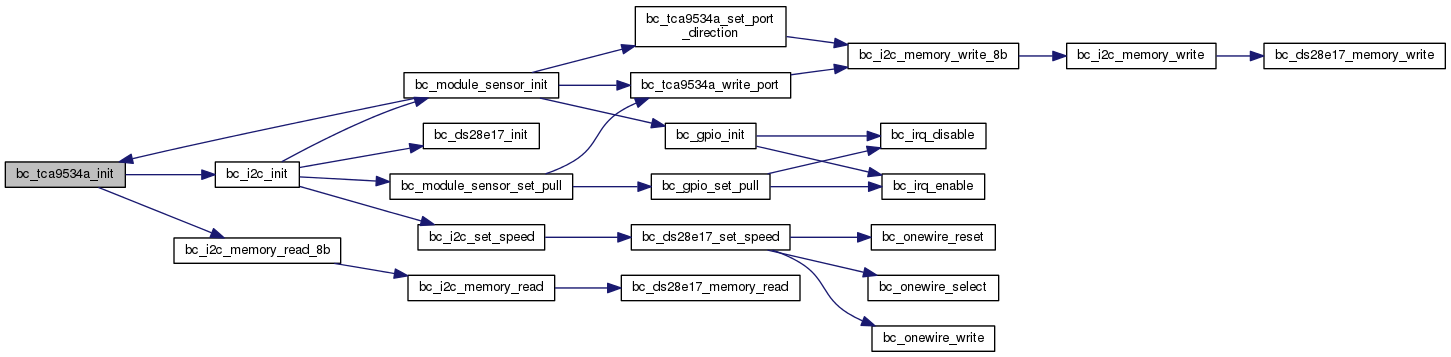 bc_tca9534a_init
bc_i2c_init
bc_i2c_memory_read_8b
bc_module_sensor_init
bc_ds28e17_init
bc_module_sensor_set_pull
bc_i2c_set_speed
bc_i2c_memory_read
bc_tca9534a_set_port
_direction
bc_tca9534a_write_port
bc_gpio_init
bc_gpio_set_pull
bc_ds28e17_set_speed
bc_ds28e17_memory_read
bc_i2c_memory_write_8b
bc_irq_disable
bc_irq_enable
bc_onewire_reset
bc_onewire_select
bc_onewire_write
bc_i2c_memory_write
bc_ds28e17_memory_write